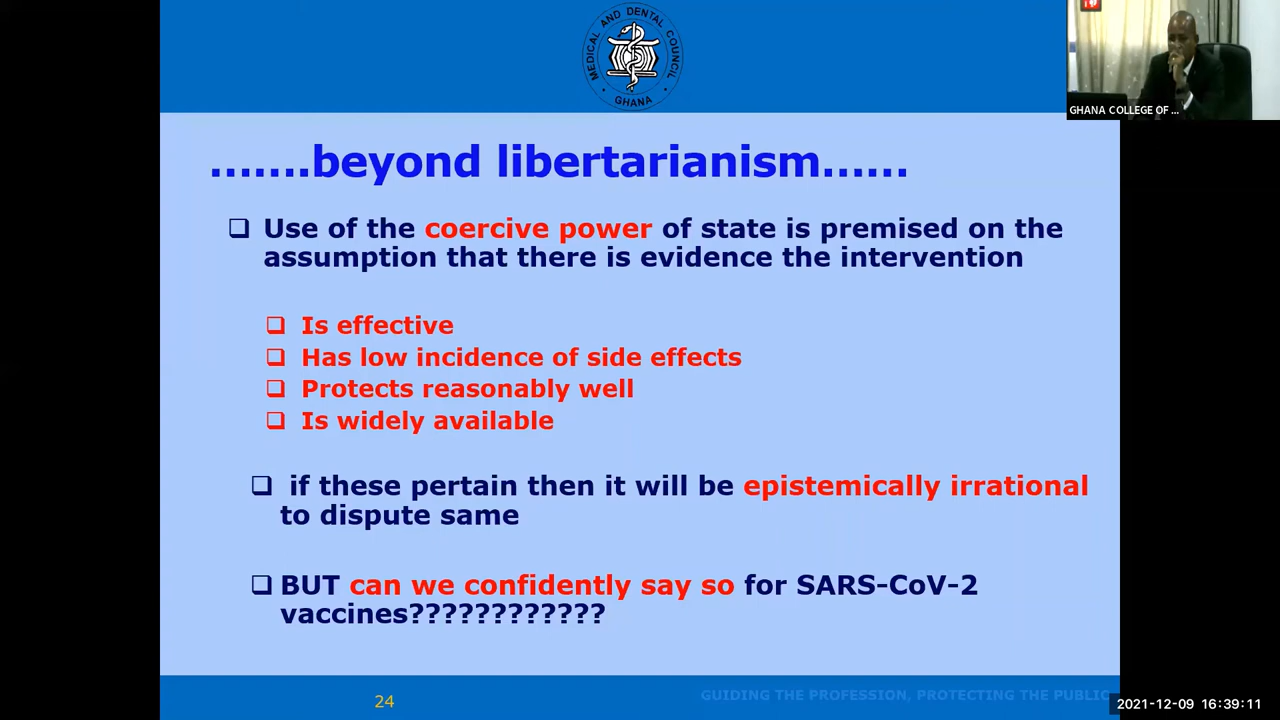 MEDICAL AND DENTAL COUNCIL
GHANA
GHANA COLLEGE OF ...
.......beyond libertarianism......
❑ Use of the coercive power of state is premised on the
assumption that there is evidence the intervention
❑ Is effective
❑ Has low incidence of side effects
❑ Protects reasonably well
❑ Is widely available
❑ if these pertain then it will be epistemically irrational
to dispute same
❑ BUT can we confidently say so for SARS-CoV-2
vaccines????????????
24
GUIDING THE PROFESSION, PROTECTING THE PUBLIC
2021-12-09 16:39:11